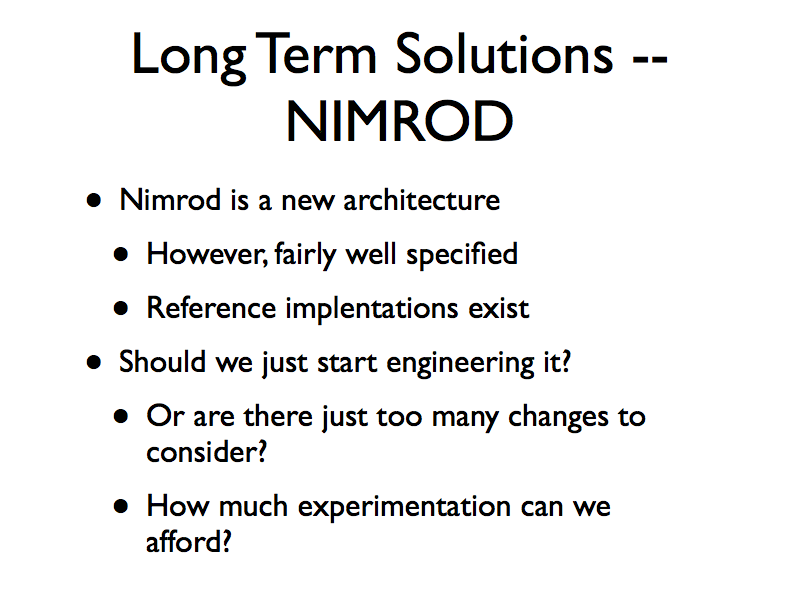 Long Term Solutions --
NIMROD
• Nimrod is a new architecture
• However, fairly well specified
• Reference implentations exist
• Should we just start engineering it?
• Or are there just too many changes to
consider?
• How much experimentation can we
afford?